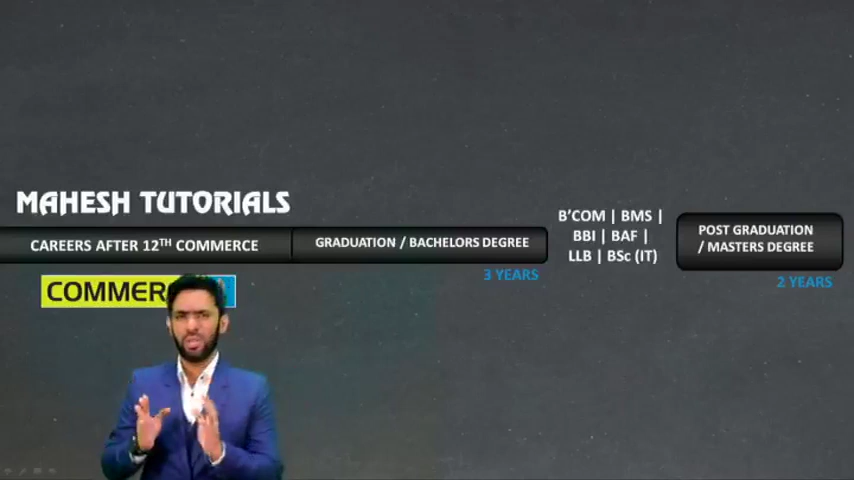 MAHESH TUTORIALS
CAREERS AFTER 12TH COMMERCE
GRADUATION / BACHELORS DEGREE
3 YEARS
B'COM | BMS |
BBI | BAF |
LLB | BSc (IT)
POST GRADUATION
/ MASTERS DEGREE
2 YEARS